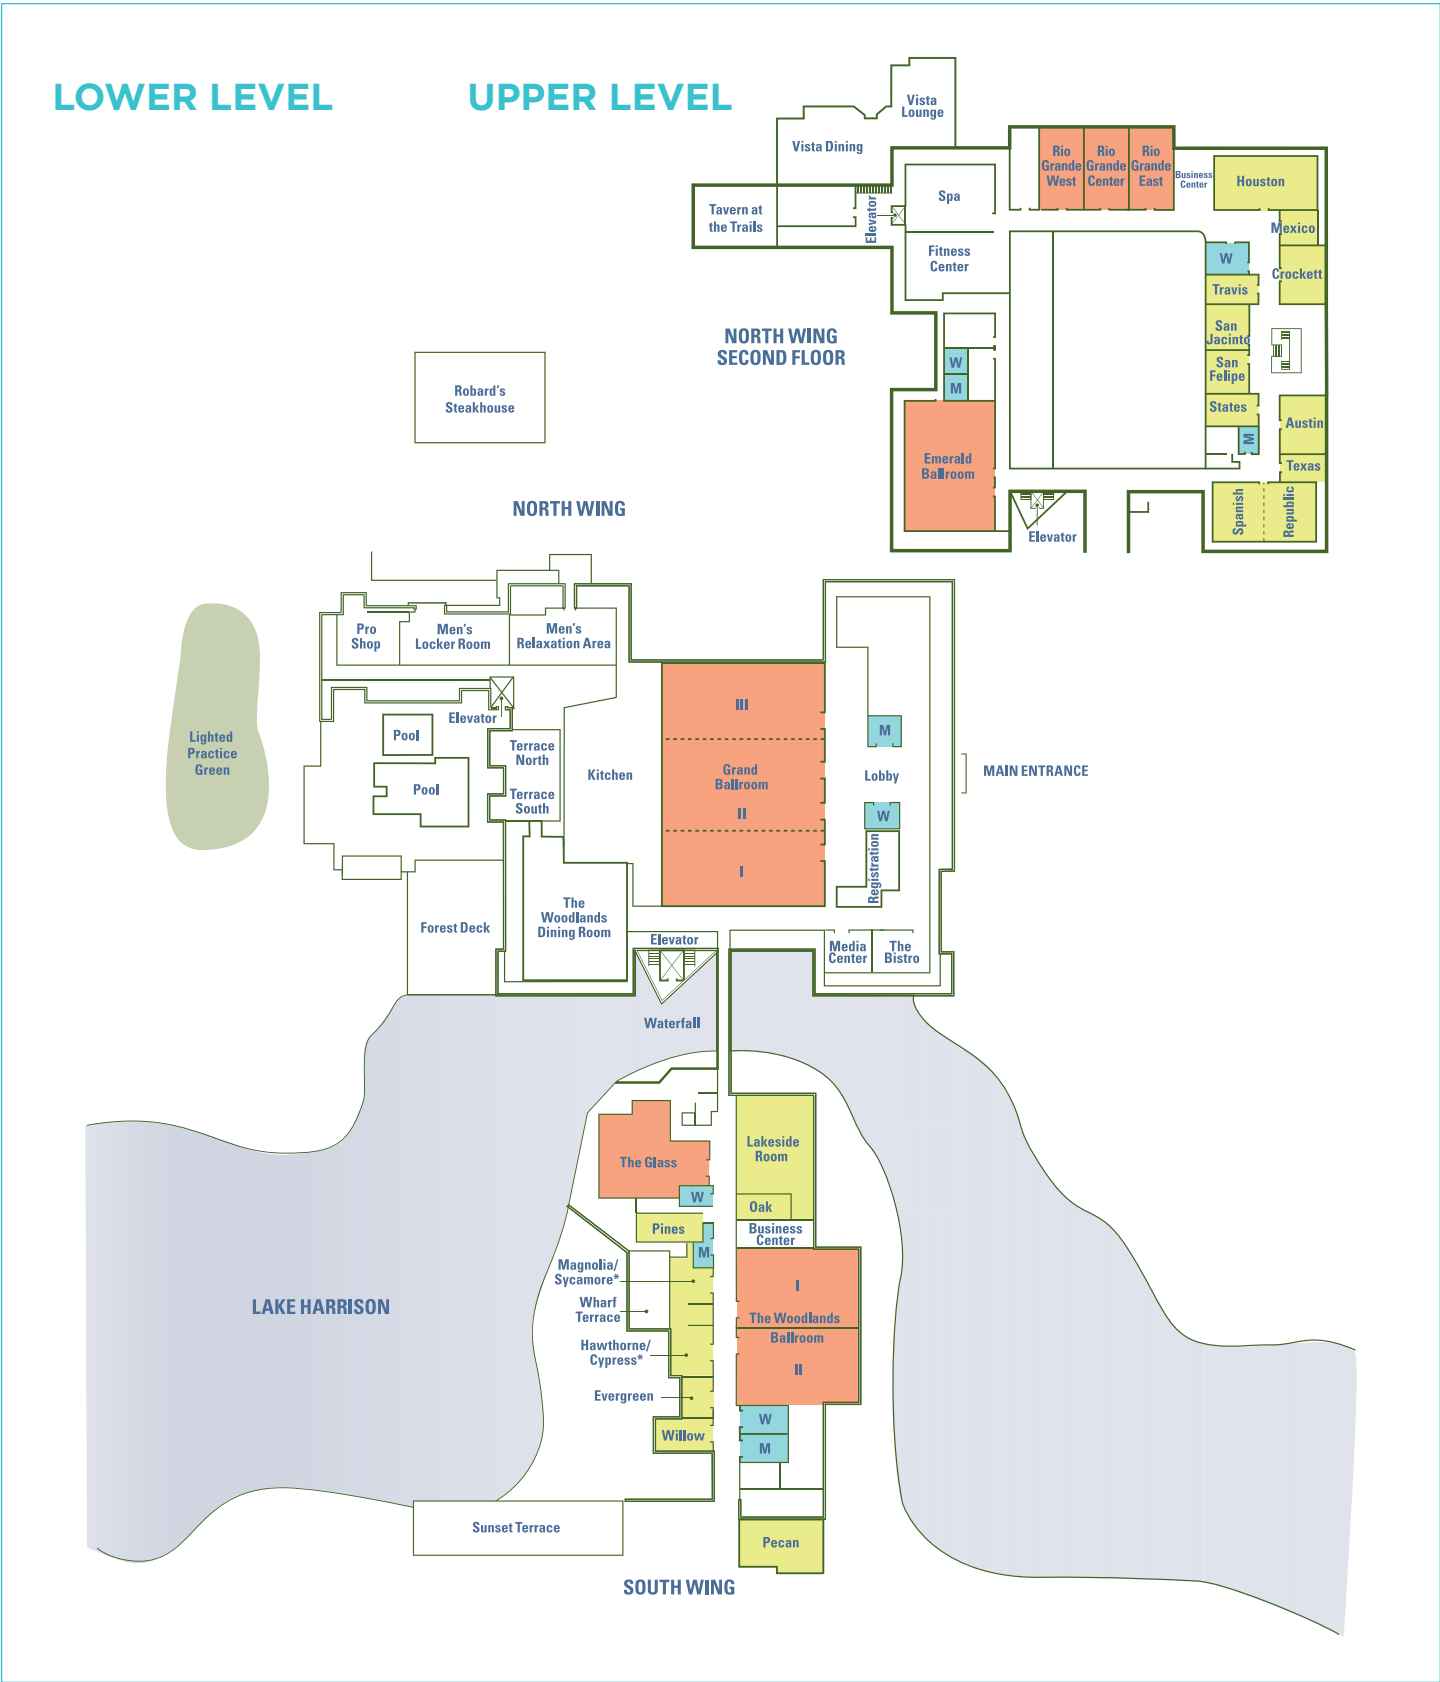 LOWER LEVEL
UPPER LEVEL
Vista
Lounge
Vista Dining
Tavern at
the Trails
Elevator
Spa
Fitness
Center
Rio
Grande
West
Rio
Grande
Center
Rio
Grande
East
Business
Center
Houston
Mexico
Crockett
W
Travis
San
Jacinto
San
Felipe
States
M
Austin
Texas
Spanish
Republic
NORTH WING
SECOND FLOOR
W
M
Emerald
Ballroom
Elevator
Robard's
Steakhouse
NORTH WING
Pro
Shop
Men's
Locker Room
Men's
Relaxation Area
Elevator
Lighted
Practice
Green
Pool
Pool
Terrace
North
Terrace
South
Kitchen
III
Grand
Ballroom
II
I
M
Lobby
W
Registration
MAIN ENTRANCE
Forest Deck
The
Woodlands
Dining Room
Elevator
Media
Center
The
Bistro
Waterfall
The Glass
W
Lakeside
Room
Oak
Business
Center
Pines
M
Magnolia/
Sycamore*
Wharf
Terrace
Hawthorne/
Cypress*
Evergreen
Willow
I
The Woodlands
Ballroom
II
W
M
LAKE HARRISON
Sunset Terrace
Pecan
SOUTH WING